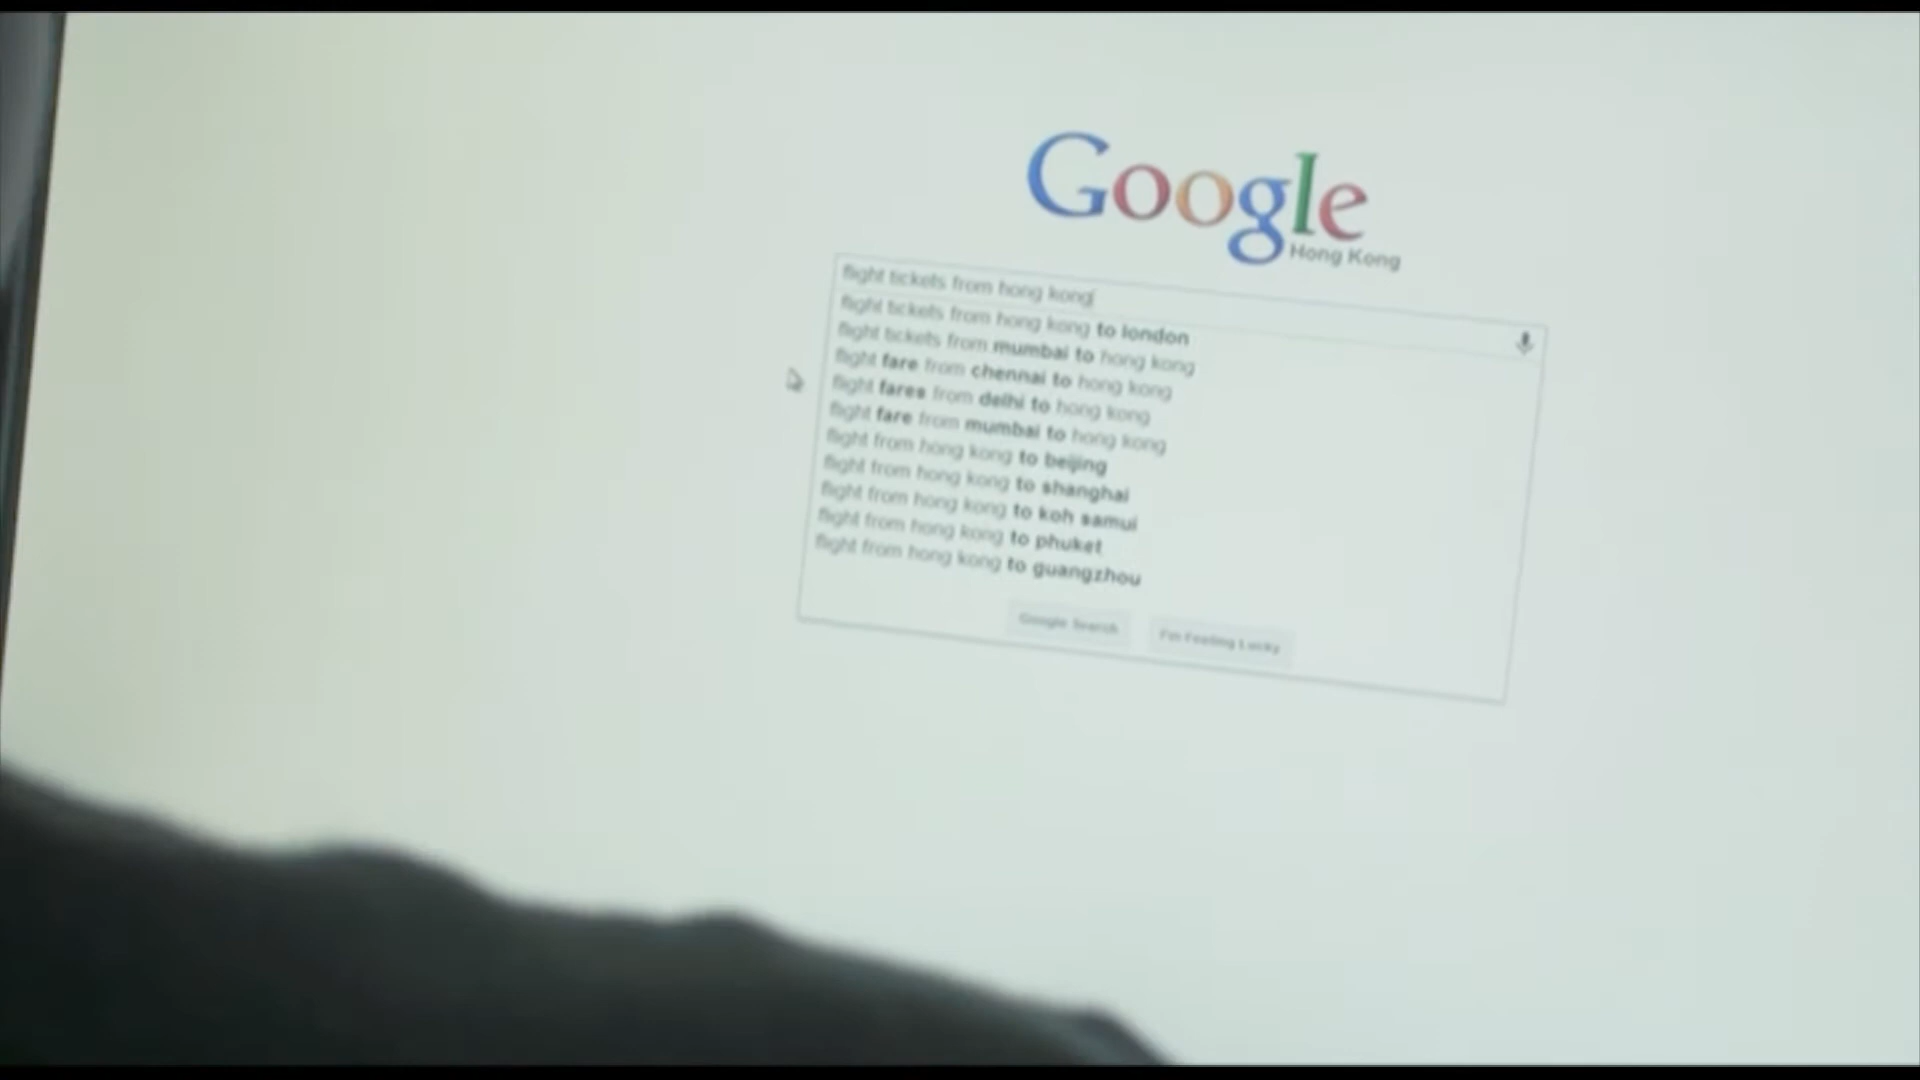 Google
Hong Kong
flight tickets from hong kong
flight tickets from hong kong to london
flight tickets from mumbai to hong kong
flight fare from chennai to hong kong
flight fares from delhi to hong kong
flight fare from mumbai to hong kong
flight from hong kong to beijing
flight from hong kong to shanghai
flight from hong kong to koh samui
flight from hong kong to phuket
flight from hong kong to guangzhou
Google Search
I'm Feeling Lucky